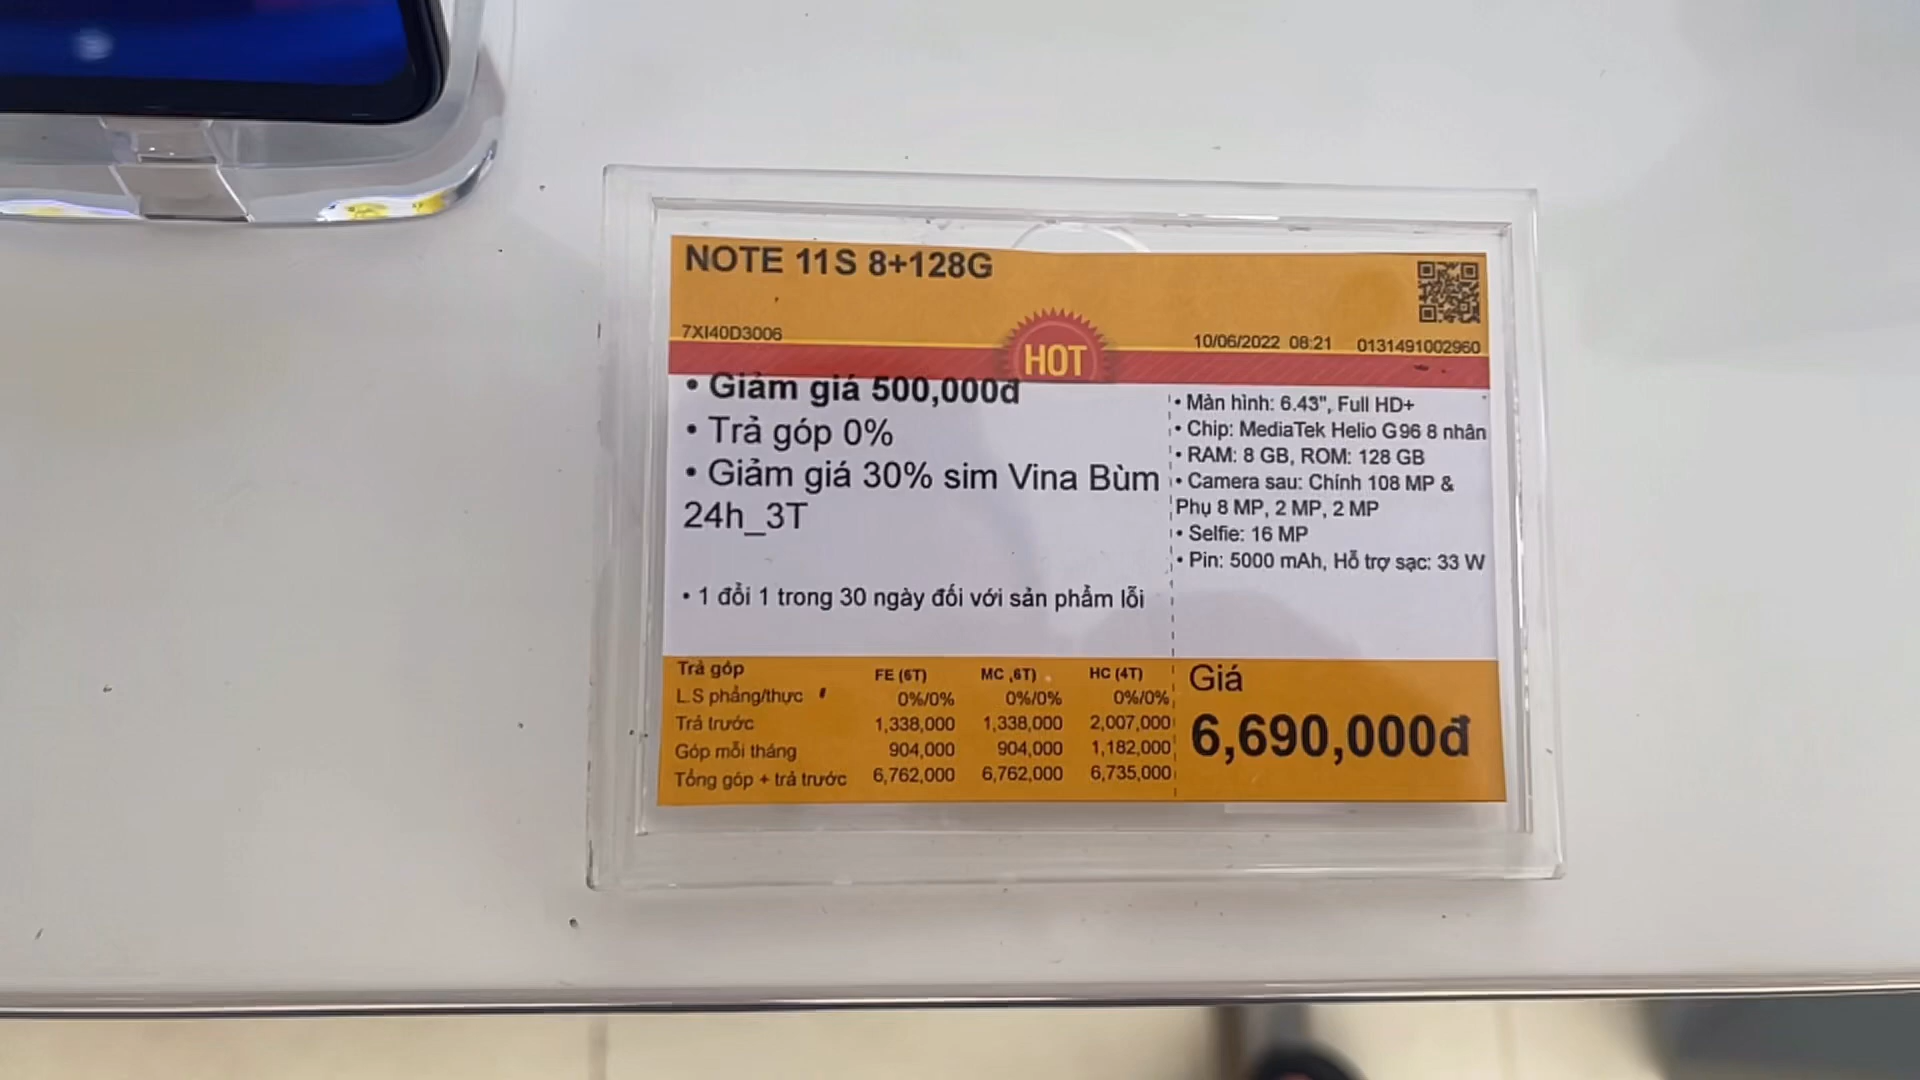 NOTE 11S 8+128G
7XI40D3006
HOT
10/06/2022 08:21 0131491002960
• Giảm giá 500,000đ
• Trả góp 0%
• Giảm giá 30% sim Vina Bùm
24h_3T
• 1 đổi 1 trong 30 ngày đối với sản phẩm lỗi
• Màn hình: 6.43", Full HD+
• Chip: MediaTek Helio G96 8 nhân
• RAM: 8 GB, ROM: 128 GB
• Camera sau: Chính 108 MP &
Phụ 8 MP, 2 MP, 2 MP
• Selfie: 16 MP
• Pin: 5000 mAh, Hỗ trợ sạc: 33 W
Trả góp FE (6T) MC ,6T) HC (4T)
L.S phẳng/thực 0%/0% 0%/0% 0%/0%
Trả trước 1,338,000 1,338,000 2,007,000
Góp mỗi tháng 904,000 904,000 1,182,000
Tổng góp + trả trước 6,762,000 6,762,000 6,735,000
Giá
6,690,000đ